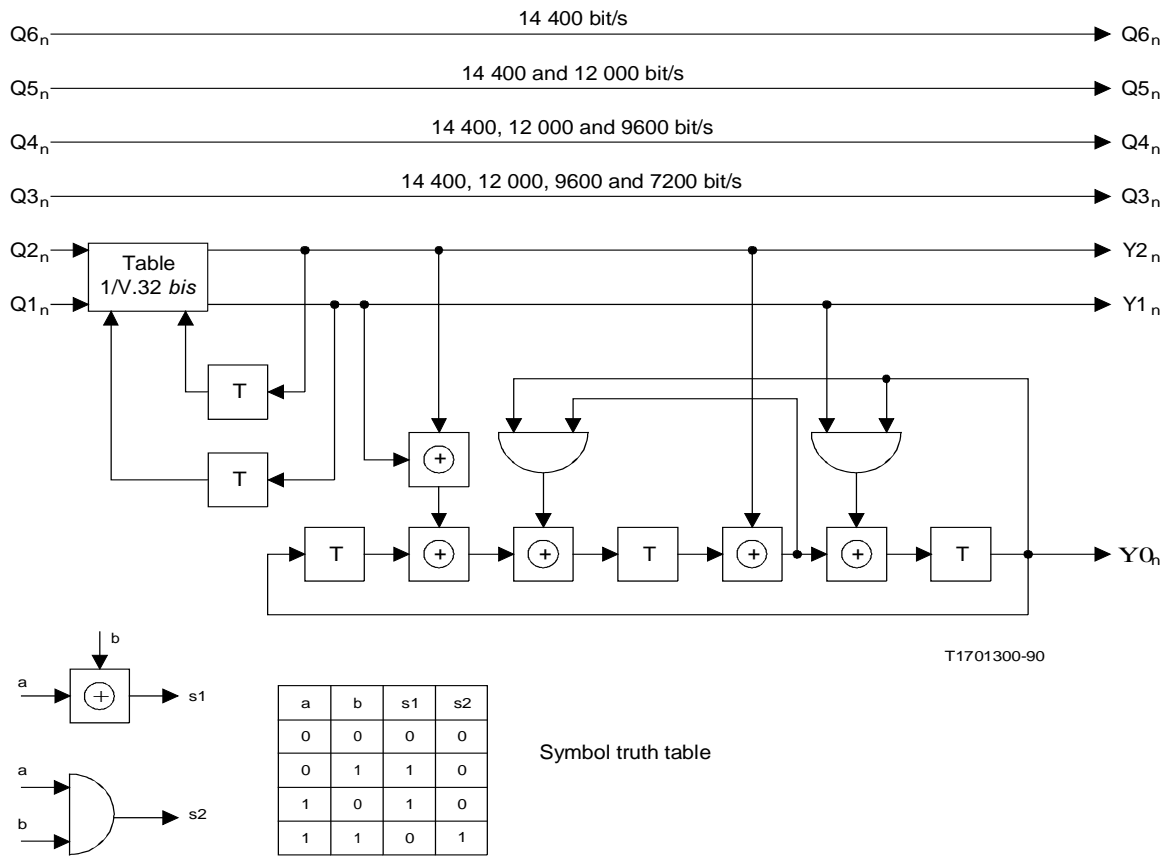 14 400 bit/s
Q6n Q6n
14 400 and 12 000 bit/s
Q5n Q5n
14 400, 12 000 and 9600 bit/s
Q4n Q4n
14 400, 12 000, 9600 and 7200 bit/s
Q3n Q3n
Q2n Y2n
Table
1/V.32 bis
Q1n Y1n
T
+
T
T + + T + + T Y0n
T1701300-90
b
a + s1
a
b s2
a b s1 s2
0 0 0 0
0 1 1 0
1 0 1 0
1 1 0 1
Symbol truth table